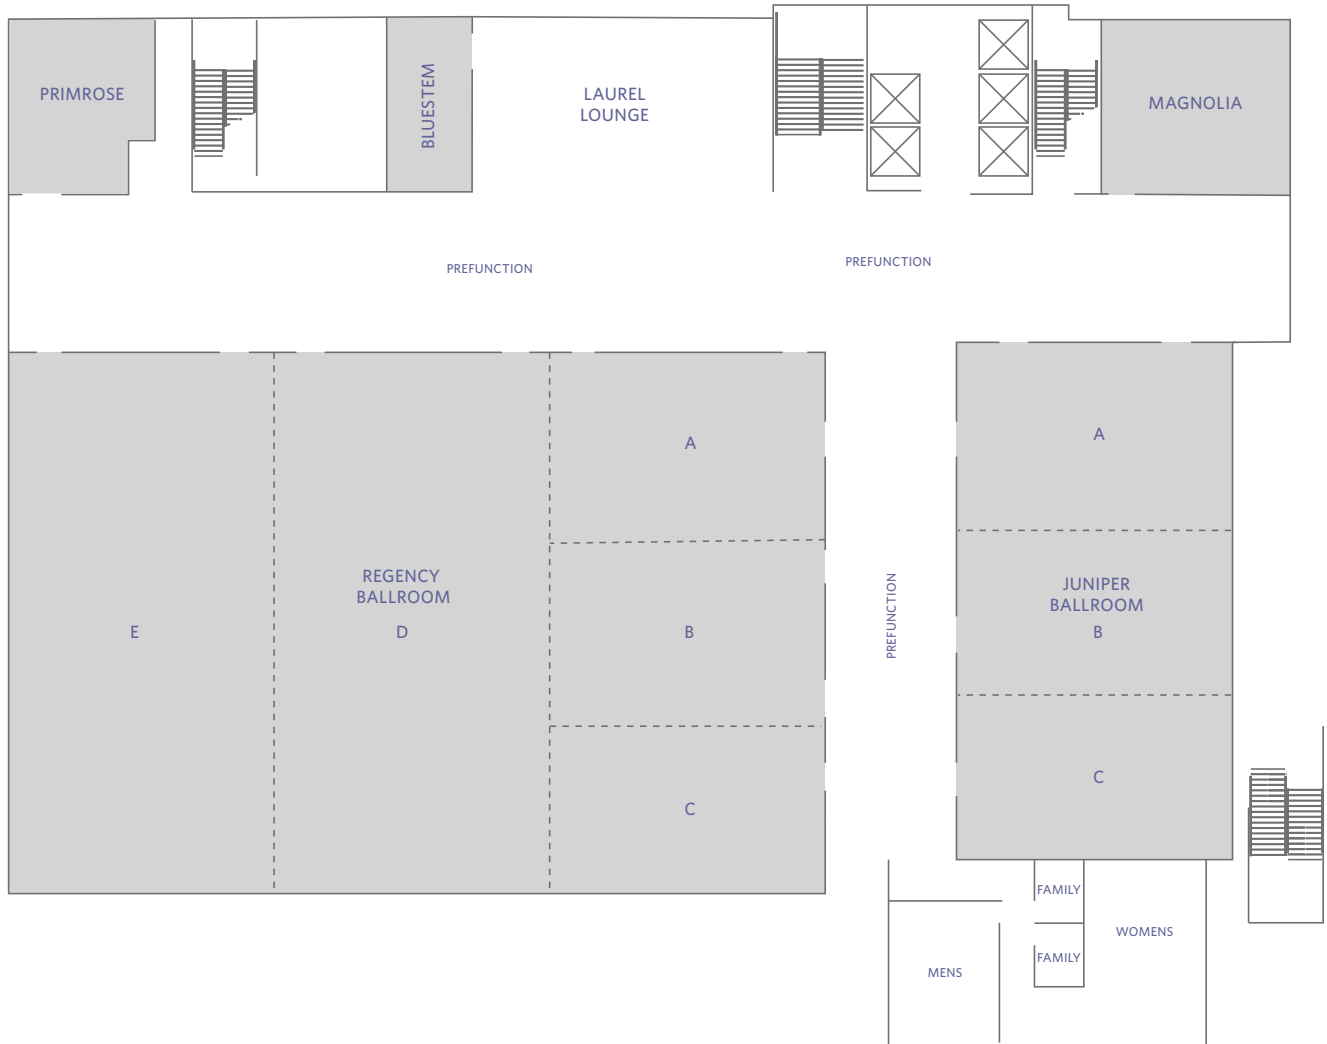 PRIMROSE
BLUESTEM
LAUREL
LOUNGE
MAGNOLIA
PREFUNCTION
PREFUNCTION
A
A
REGENCY
BALLROOM
E
D
B
PREFUNCTION
JUNIPER
BALLROOM
B
C
C
FAMILY
WOMENS
FAMILY
MENS